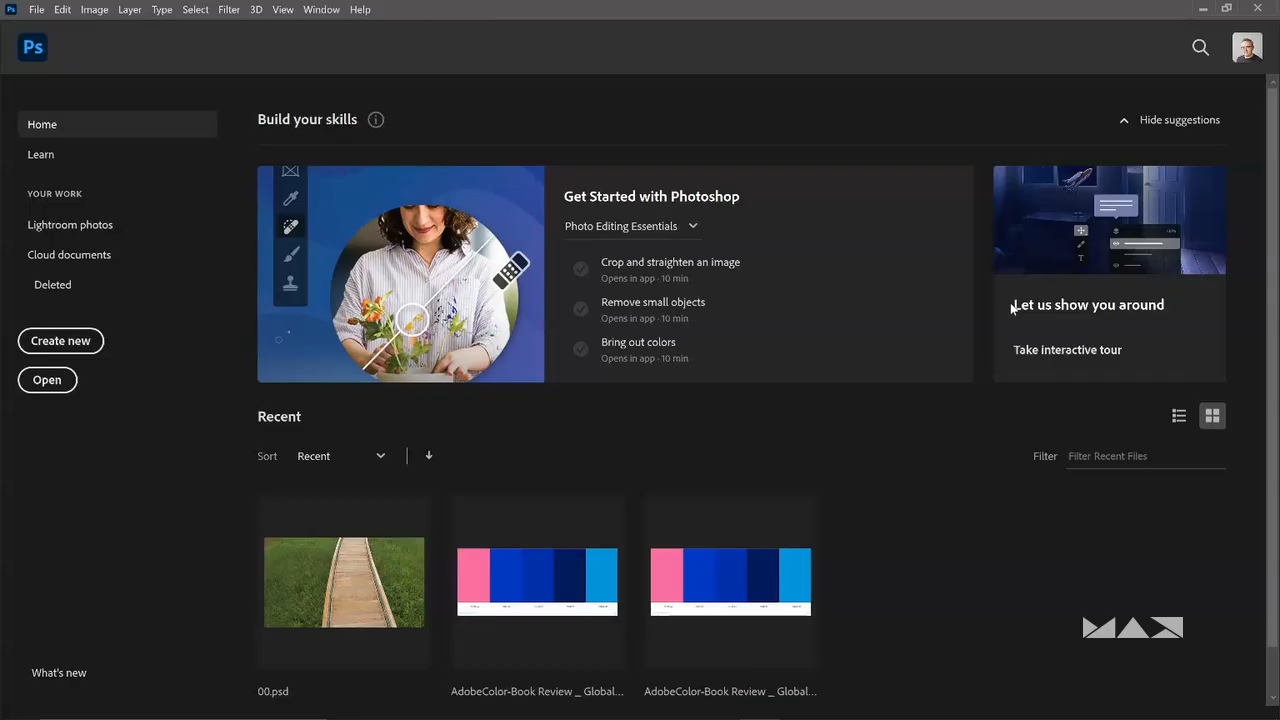 Ps File Edit Image Layer Type Select Filter 3D View Window Help
Ps
Home
Learn
YOUR WORK
Lightroom photos
Cloud documents
Deleted
Create new
Open
What's new
Build your skills
Hide suggestions
Get Started with Photoshop
Photo Editing Essentials
Crop and straighten an image
Opens in app · 10 min
Remove small objects
Opens in app · 10 min
Bring out colors
Opens in app · 10 min
Let us show you around
Take interactive tour
Recent
Sort Recent
Filter Filter Recent Files
00.psd
AdobeColor-Book Review _ Global...
AdobeColor-Book Review _ Global...
MAX